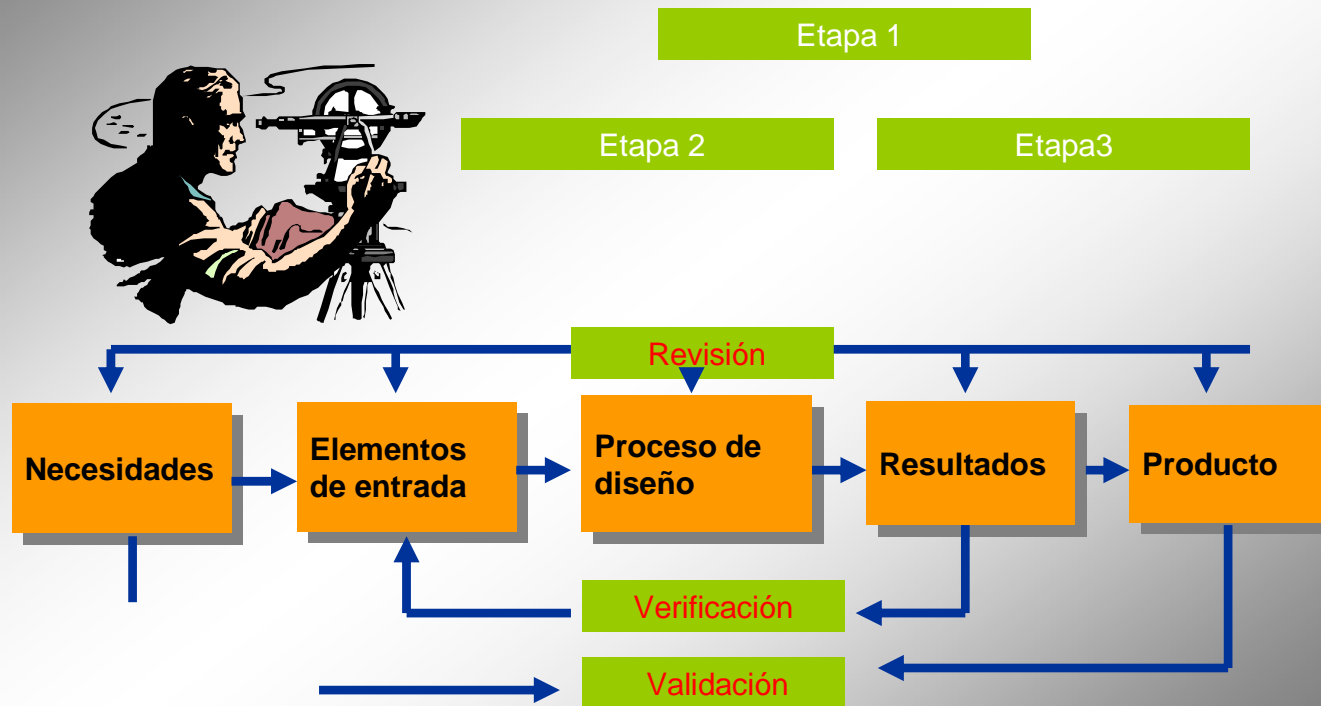 Etapa 1
Etapa 2
Etapa3
Revisión
Necesidades
Elementos
de entrada
Proceso de
diseño
Resultados
Producto
Verificación
Validación